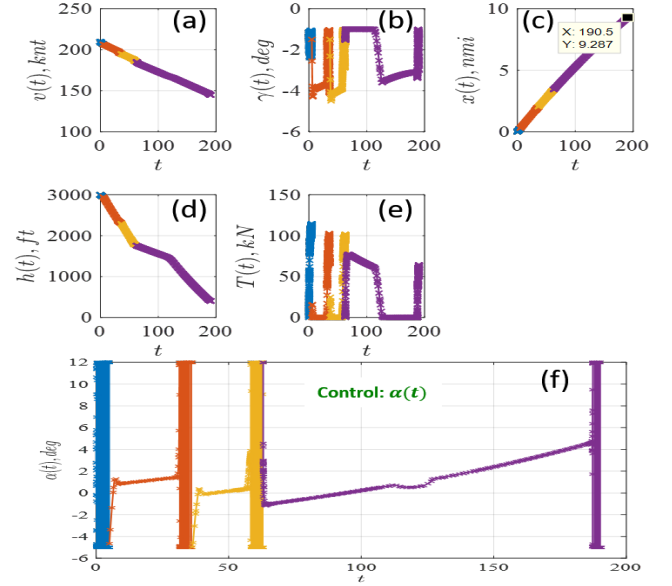 (a)
250
200
150
100
v(t), knt
0
100
200
t
(b)
0
-2
-4
-6
γ(t), deg
0
100
200
t
(c)
10
5
0
x(t), nmi
X: 190.5
Y: 9.287
0
100
200
t
(d)
3000
2000
1000
0
h(t), ft
0
100
200
t
(e)
150
100
50
0
T(t), kN
0
100
200
t
(f)
Control: α(t)
12
10
8
6
4
2
0
-2
-4
-6
α(t), deg
0
50
100
150
200
t